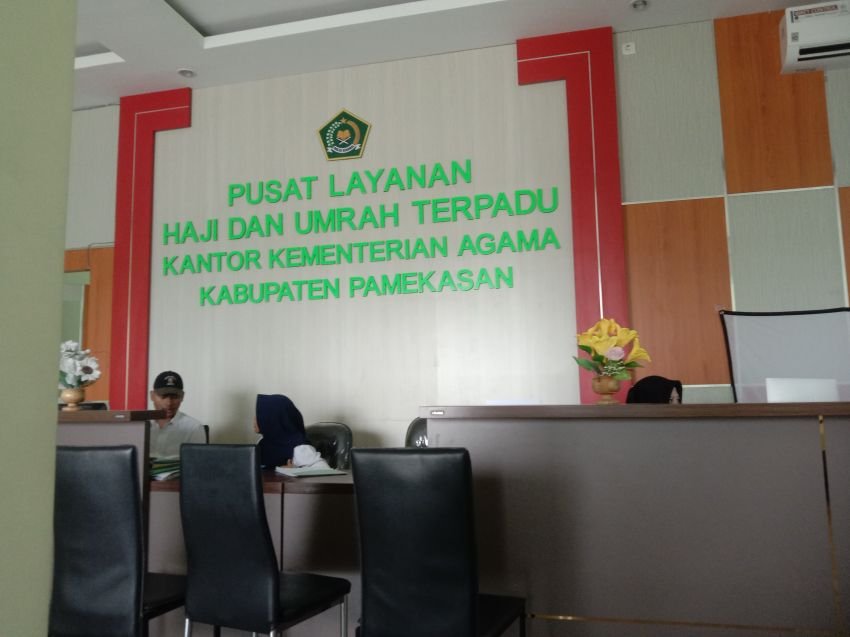 PUSAT LAYANAN
HAJI DAN UMRAH TERPADU
KANTOR KEMENTERIAN AGAMA
KABUPATEN PAMEKASAN